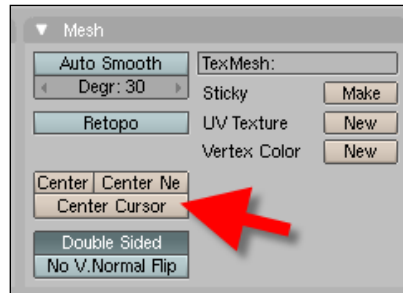 Mesh
Auto Smooth
TexMesh:
Degr: 30
Sticky
Make
Retopo
UV Texture
New
Vertex Color
New
Center
Center Ne
Center Cursor
Double Sided
No V.Normal Flip